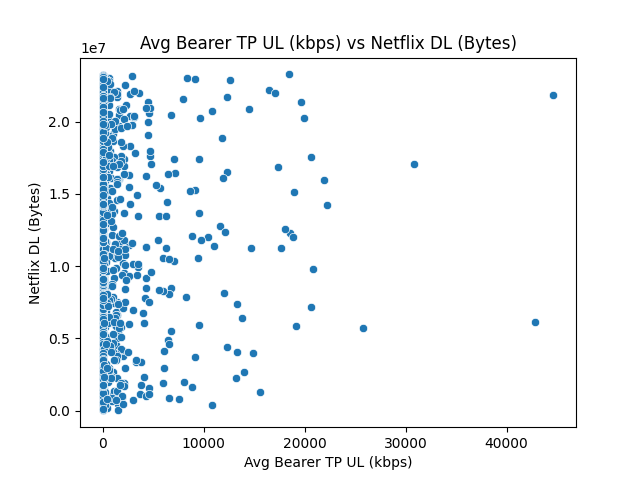 Avg Bearer TP UL (kbps) vs Netflix DL (Bytes)
1e7
2.0
1.5
1.0
0.5
0.0
Netflix DL (Bytes)
0 10000 20000 30000 40000
Avg Bearer TP UL (kbps)